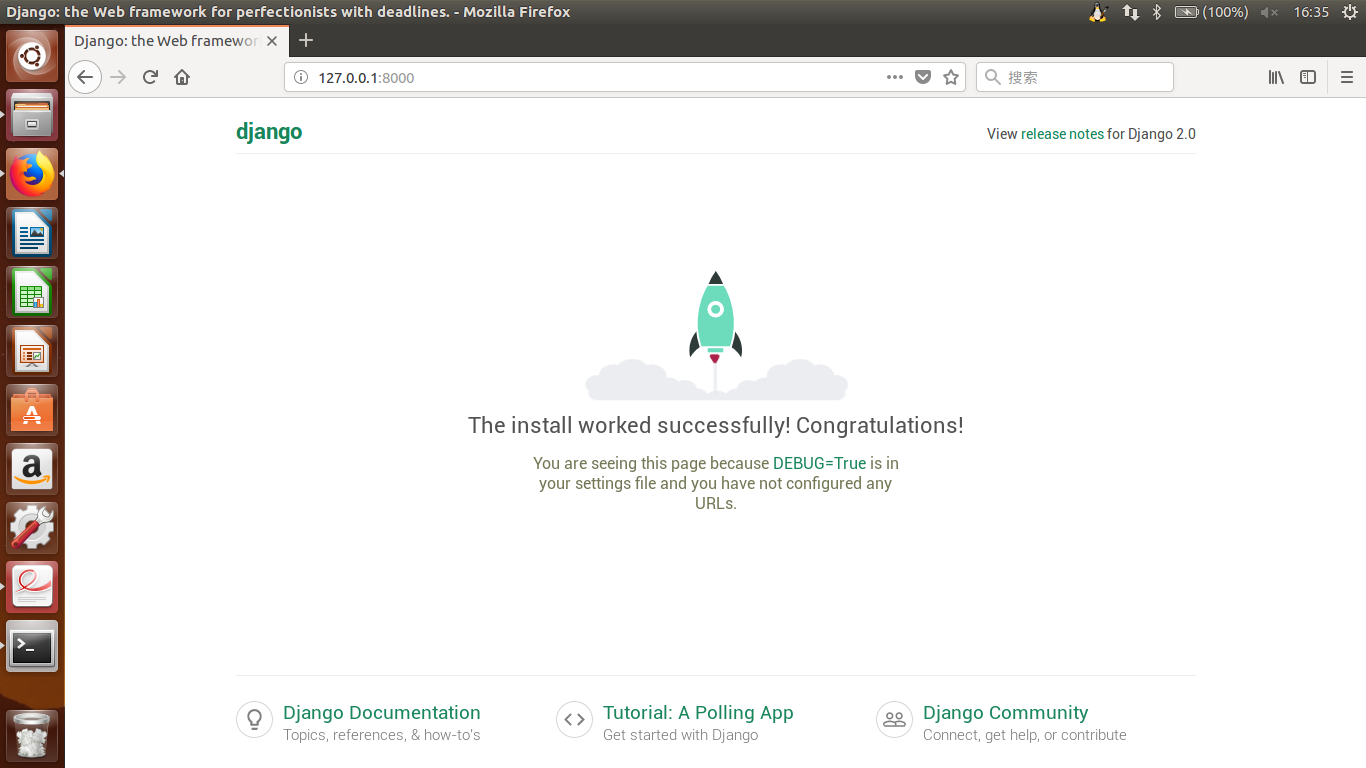 Django: the Web framework for perfectionists with deadlines. - Mozilla Firefox
(100%)
16:35
Django: the Web framewor
127.0.0.1:8000
搜索
django
View release notes for Django 2.0
The install worked successfully! Congratulations!
You are seeing this page because DEBUG=True is in
your settings file and you have not configured any
URLs.
Django Documentation
Topics, references, & how-to's
Tutorial: A Polling App
Get started with Django
Django Community
Connect, get help, or contribute